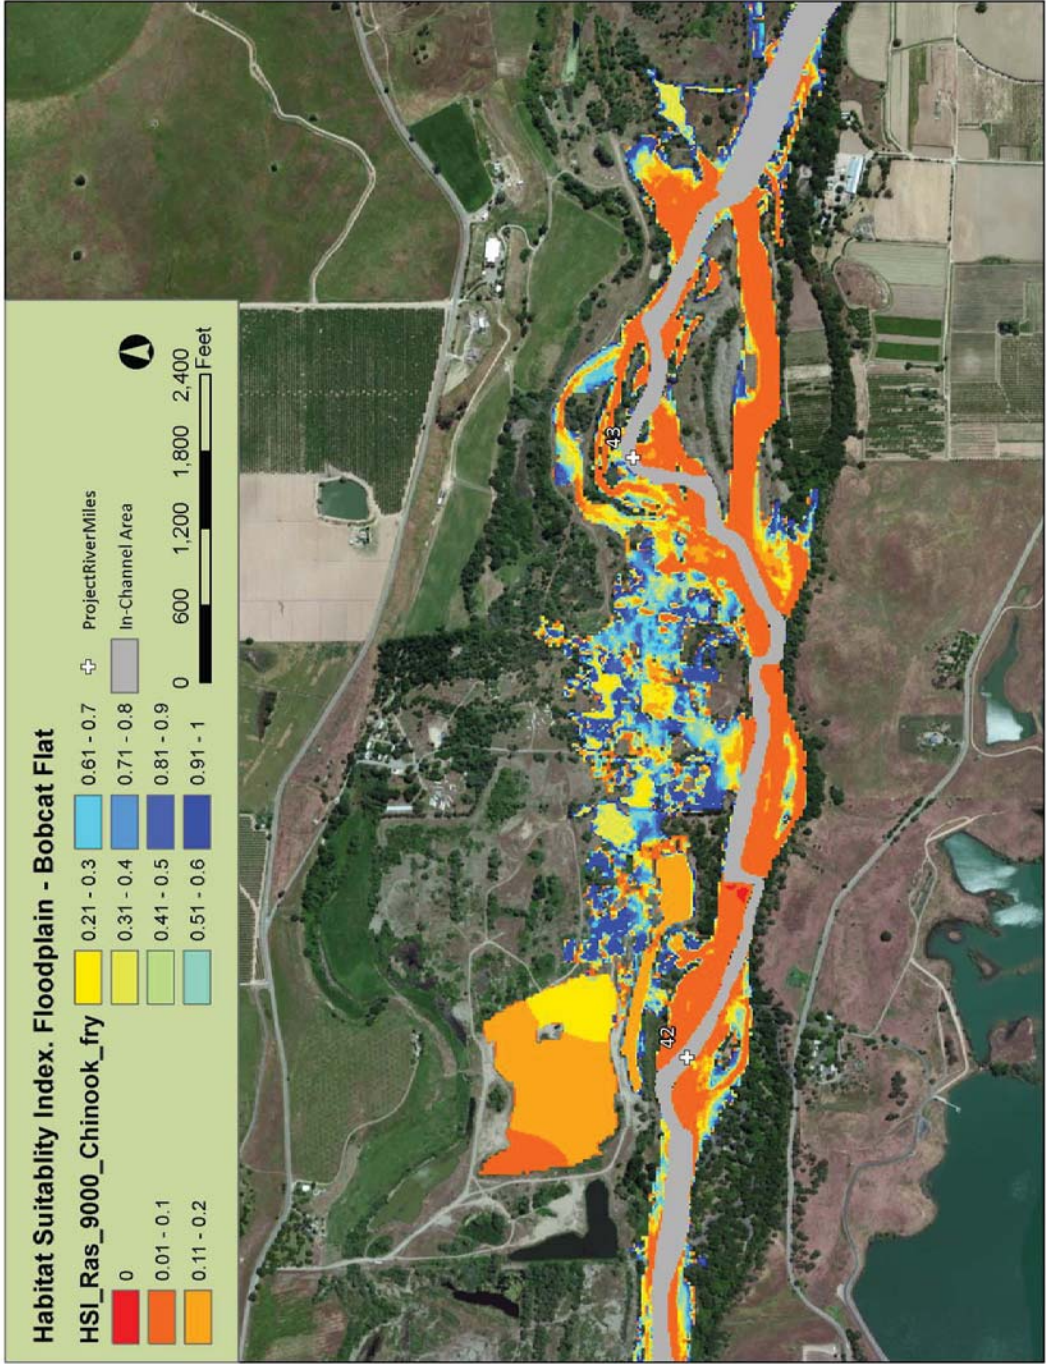 Habitat Suitablity Index. Floodplain - Bobcat Flat
HSI_Ras_9000_Chinook_fry
0
0.01 - 0.1
0.11 - 0.2
0.21 - 0.3
0.31 - 0.4
0.41 - 0.5
0.51 - 0.6
0.61 - 0.7
0.71 - 0.8
0.81 - 0.9
0.91 - 1
ProjectRiverMiles
In-Channel Area
0 600 1,200 1,800 2,400
Feet
42
43